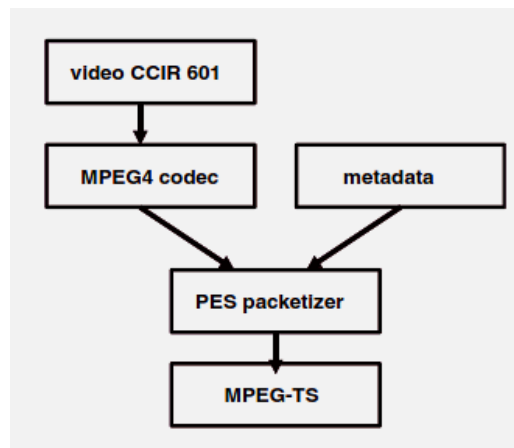 video CCIR 601
MPEG4 codec
metadata
PES packetizer
MPEG-TS